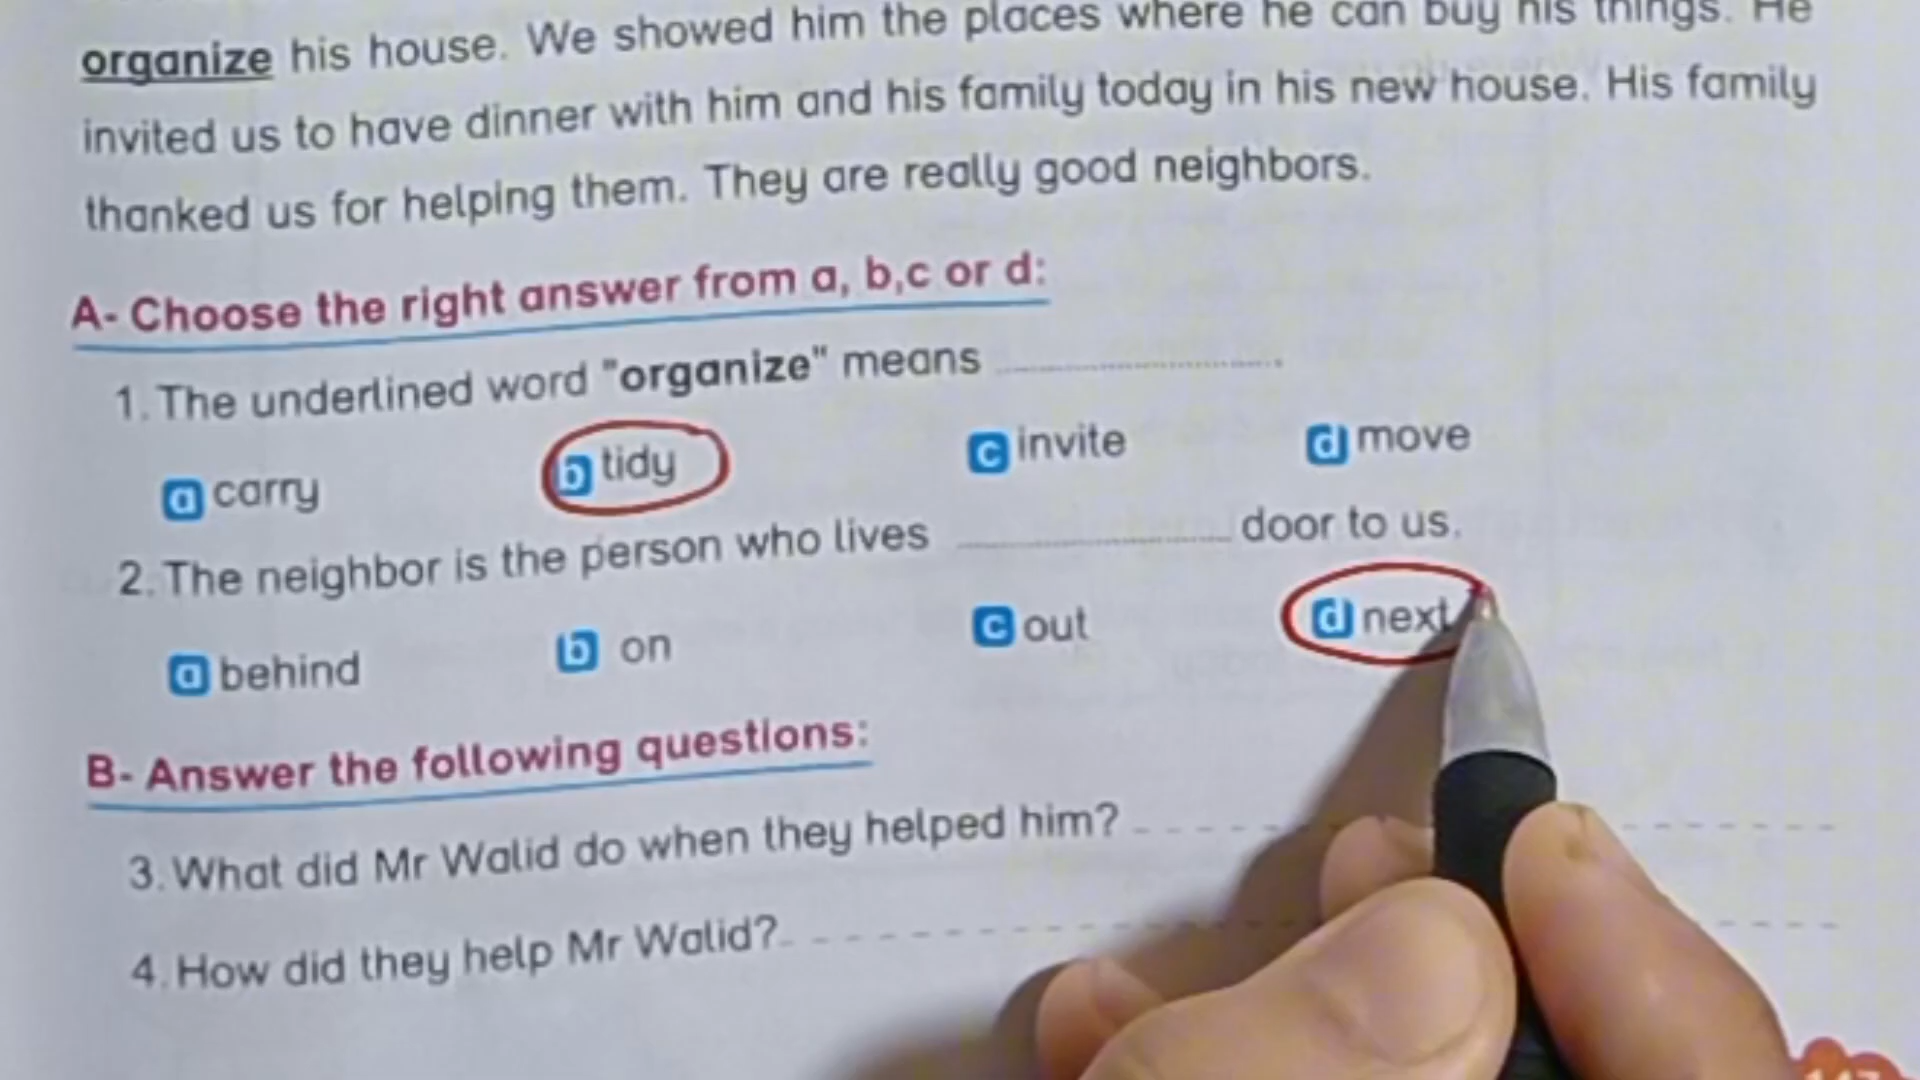 organize his house. We showed him the places where he can buy his things. He
invited us to have dinner with him and his family today in his new house. His family
thanked us for helping them. They are really good neighbors.
A- Choose the right answer from a, b,c or d:
1. The underlined word "organize" means ............................
a carry b tidy c invite d move
2. The neighbor is the person who lives ............................ door to us.
a behind b on c out d next
B- Answer the following questions:
3. What did Mr Walid do when they helped him?
4. How did they help Mr Walid?